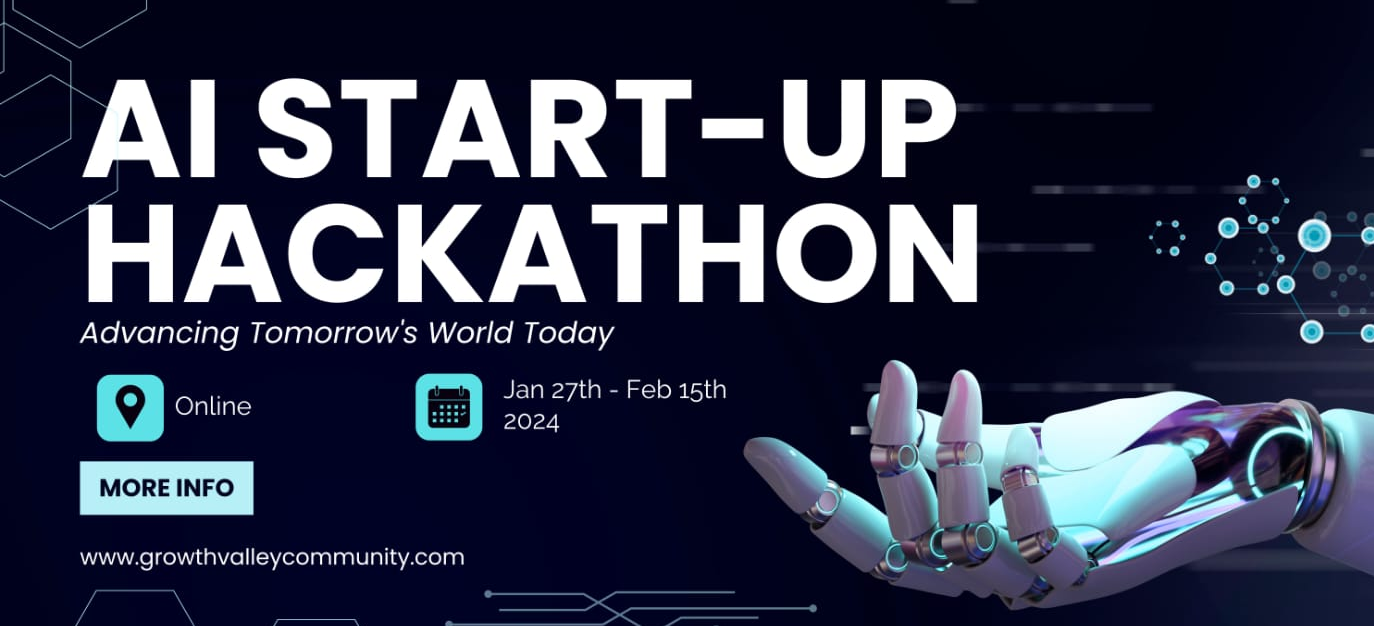 AI START-UP
HACKATHON
Advancing Tomorrow's World Today
Online
Jan 27th - Feb 15th
2024
MORE INFO
www.growthvalleycommunity.com